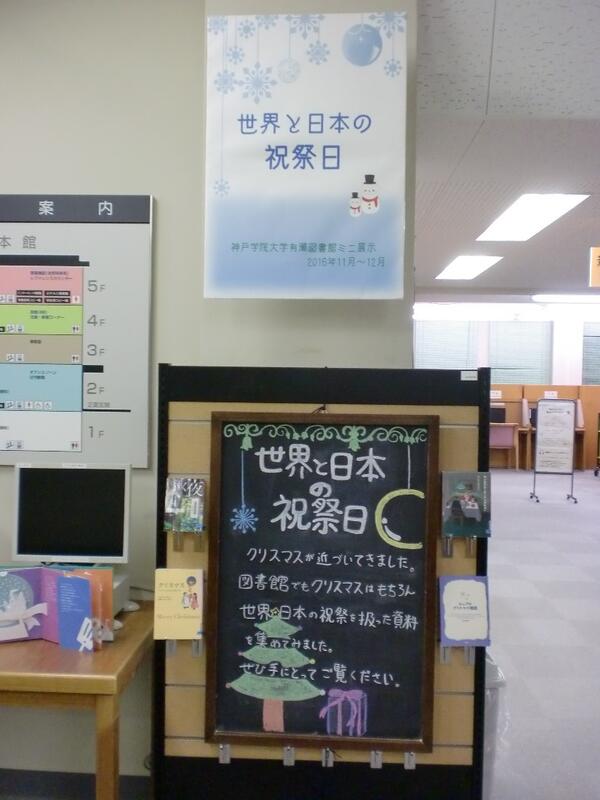 世界と日本の
祝祭日
神戸学院大学有瀬図書館ミニ展示
2016年11月～12月
案内
本館
5F
4F
3F
2F
1F
世界と日本
の
祝祭日
クリスマスが近づいてきました。
図書館でもクリスマスはもちろん
世界・日本の祝祭を扱った資料
を集めてみました。
ぜひ手にとってご覧ください。
クリスマス
Merry Christmas